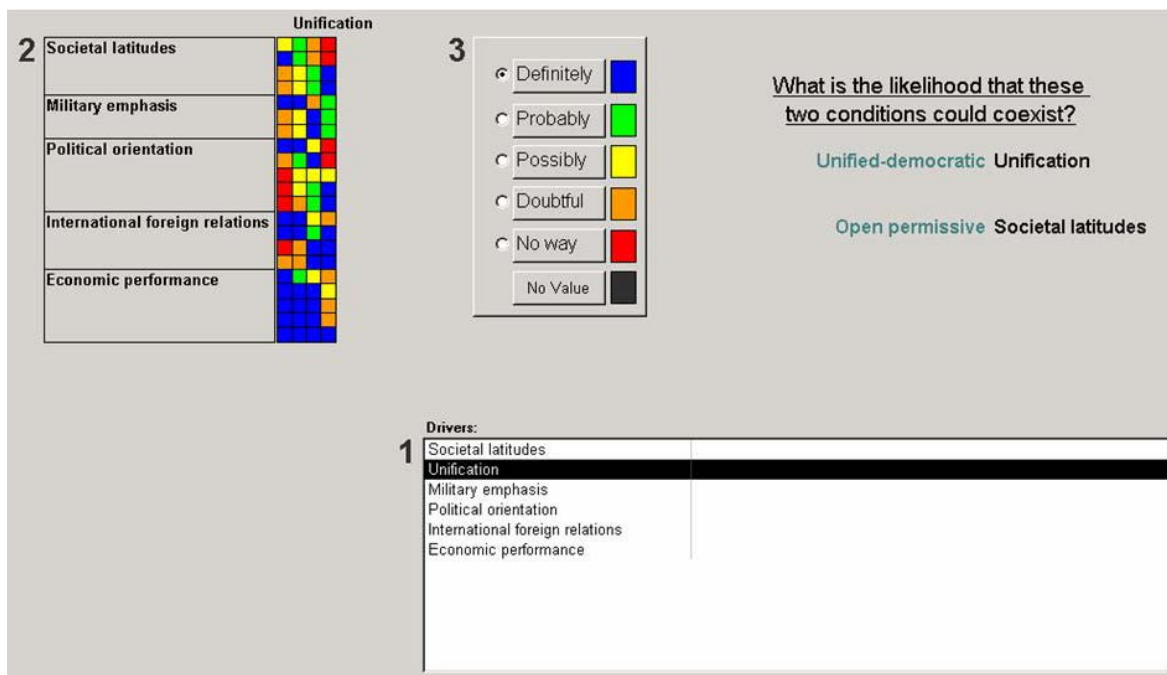 Unification
2
Societal latitudes
Military emphasis
Political orientation
International foreign relations
Economic performance
3
Definitely
Probably
Possibly
Doubtful
No way
No Value
What is the likelihood that these
two conditions could coexist?
Unified-democratic Unification
Open permissive Societal latitudes
Drivers:
1
Societal latitudes
Unification
Military emphasis
Political orientation
International foreign relations
Economic performance